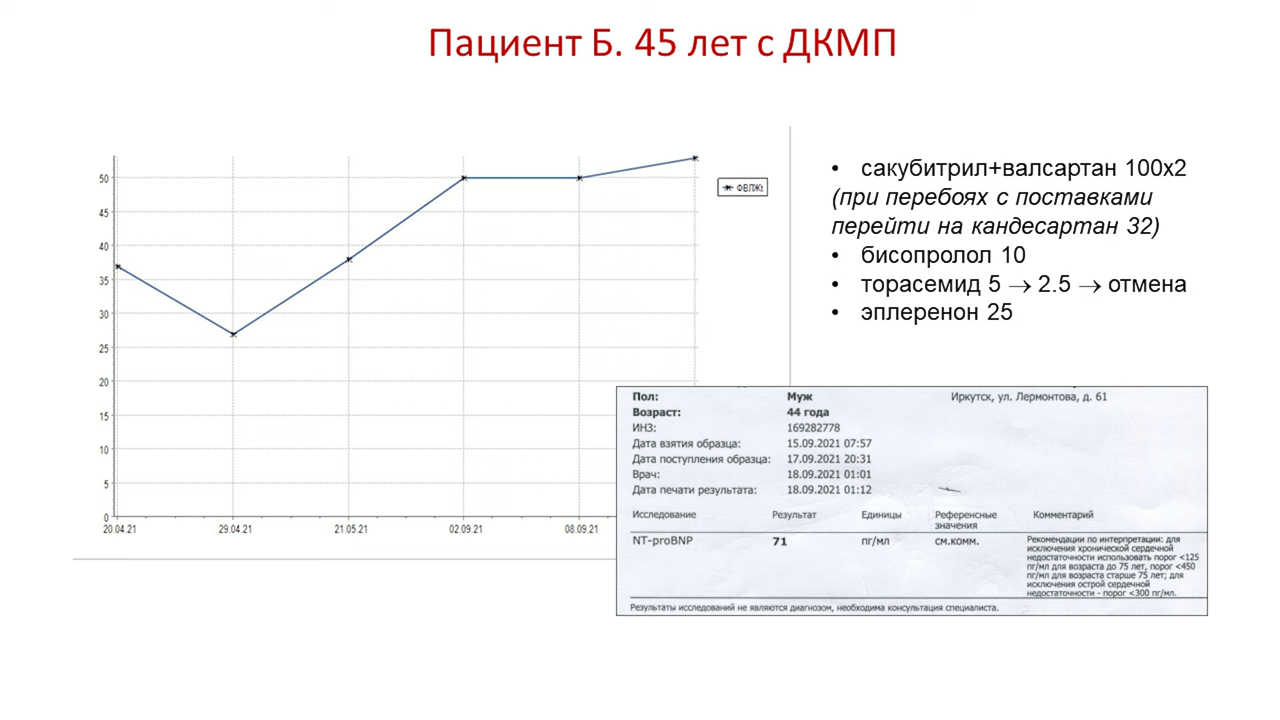 Пациент Б. 45 лет с ДКМП
50
45
40
35
30
25
20
15
10
5
0
20.04.21
29.04.21
21.05.21
02.09.21
08.09.21
ФВЛЖ:
• сакубитрил+валсартан 100x2
(при перебоях с поставками
перейти на кандесартан 32)
• бисопролол 10
• торасемид 5 → 2.5 → отмена
• эплеренон 25
Пол: Муж Иркутск, ул. Лермонтова, д. 61
Возраст: 44 года
ИНЗ: 169282778
Дата взятия образца: 15.09.2021 07:57
Дата поступления образца: 17.09.2021 20:31
Врач: 18.09.2021 01:01
Дата печати результата: 18.09.2021 01:12
Исследование Результат Единицы Референсные значения Комментарий
NT-proBNP 71 пг/мл см.комм.
Рекомендации по интерпретации: для
исключения хронической сердечной
недостаточности использовать порог <125
пг/мл для возраста до 75 лет, порог <450
пг/мл для возраста старше 75 лет; для
исключения острой сердечной
недостаточности - порог <300 пг/мл.
Результаты исследований не являются диагнозом, необходима консультация специалиста.